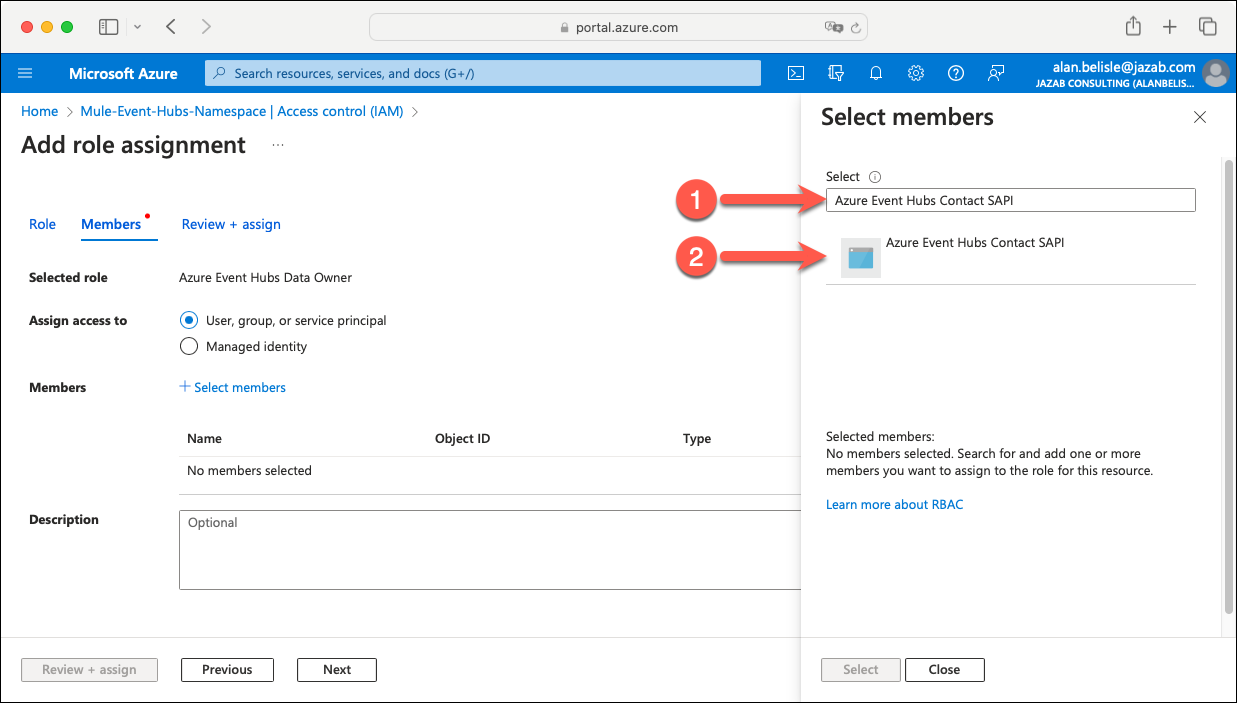 portal.azure.com
Microsoft Azure
Search resources, services, and docs (G+/)
alan.belisle@jazab.com
JAZAB CONSULTING (ALANBELIS...
Home > Mule-Event-Hubs-Namespace | Access control (IAM) >
Add role assignment ...
Role Members Review + assign
Selected role Azure Event Hubs Data Owner
Assign access to User, group, or service principal
Managed identity
Members + Select members
Name Object ID Type
No members selected
Description Optional
Review + assign Previous Next
Select members
Select
1 Azure Event Hubs Contact SAPI
2 Azure Event Hubs Contact SAPI
Selected members:
No members selected. Search for and add one or more
members you want to assign to the role for this resource.
Learn more about RBAC
Select Close